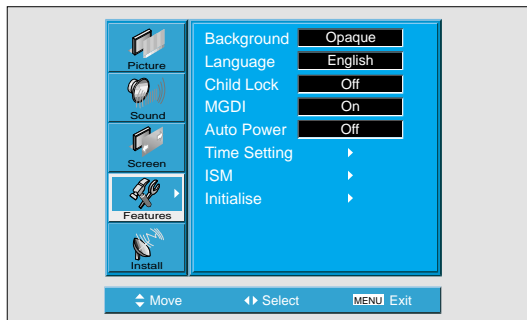 Picture
Sound
Screen
Features
Install
Background Opaque
Language English
Child Lock Off
MGDI On
Auto Power Off
Time Setting
ISM
Initialise
Move Select MENU Exit